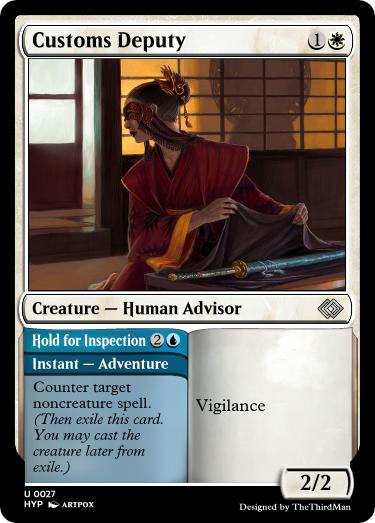 Customs Deputy 1
Creature — Human Advisor
Hold for Inspection 2
Instant — Adventure
Counter target
noncreature spell.
(Then exile this card.
You may cast the
creature later from
exile.)
Vigilance
2/2
U 0027
HYP ARTPOX
Designed by TheThirdMan